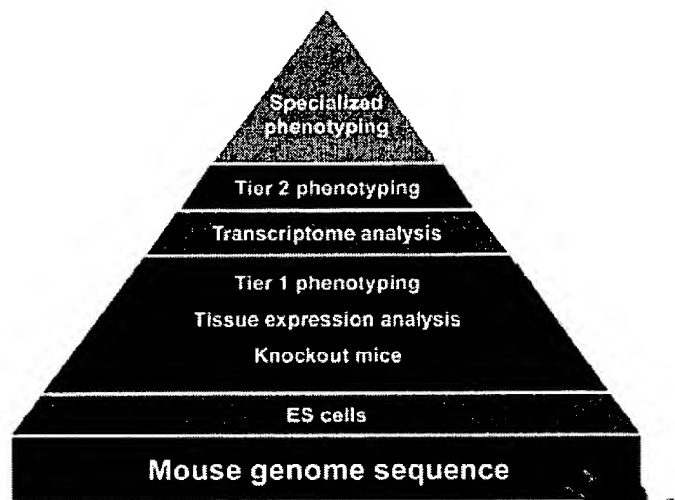 Specialized
phenotyping
Tier 2 phenotyping
Transcriptome analysis
Tier 1 phenotyping
Tissue expression analysis
Knockout mice
ES cells
Mouse genome sequence